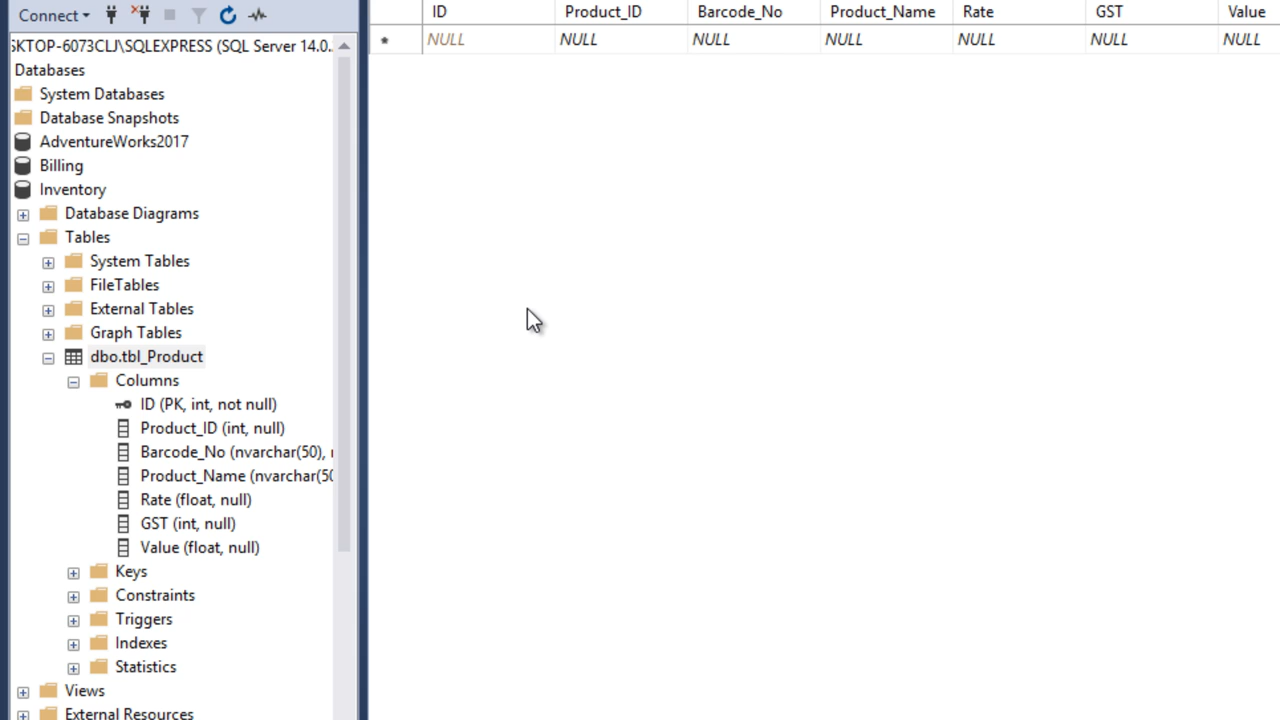 Connect
SKTOP-6073CLJ\SQLEXPRESS (SQL Server 14.0..
Databases
System Databases
Database Snapshots
AdventureWorks2017
Billing
Inventory
Database Diagrams
Tables
System Tables
FileTables
External Tables
Graph Tables
dbo.tbl_Product
Columns
ID (PK, int, not null)
Product_ID (int, null)
Barcode_No (nvarchar(50),
Product_Name (nvarchar(50
Rate (float, null)
GST (int, null)
Value (float, null)
Keys
Constraints
Triggers
Indexes
Statistics
Views
External Resources
ID Product_ID Barcode_No Product_Name Rate GST Value
* NULL NULL NULL NULL NULL NULL NULL